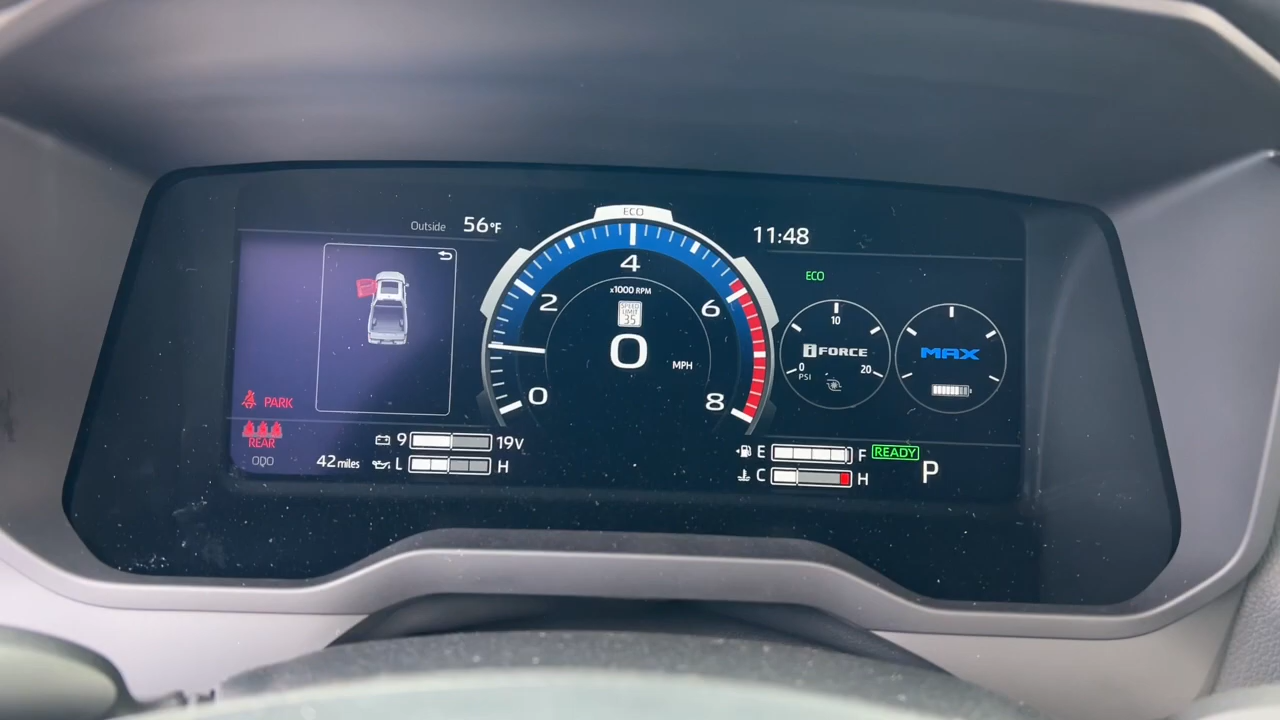 Outside 56°F
ECO
11:48
ECO
4
x1000 RPM
2
6
SPEED
LIMIT
35
0
MPH
0
8
10
iFORCE
0
PSI
20
MAX
PARK
REAR
ODO
42 miles
9
19V
L
H
E
F
READY
C
H
P